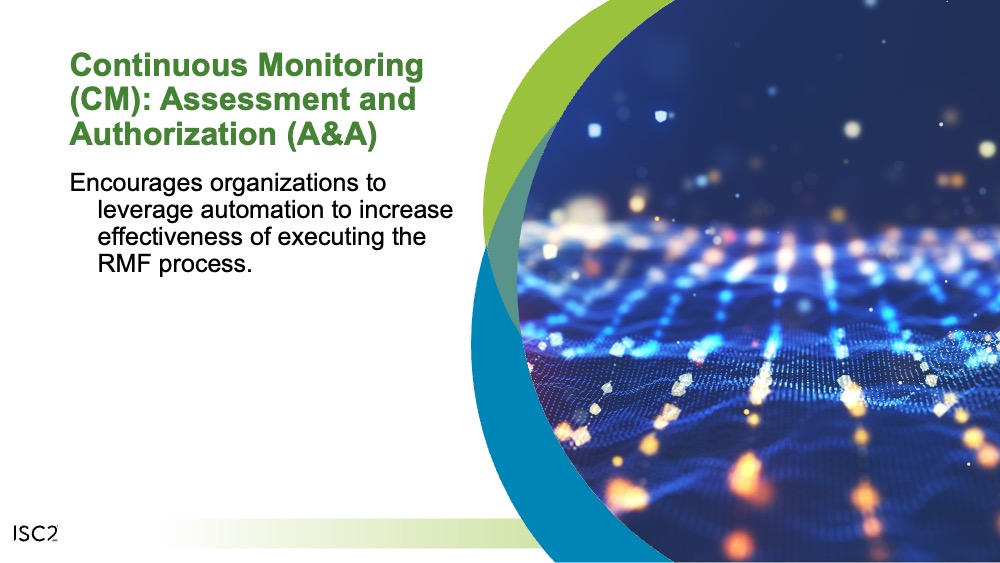 Continuous Monitoring
(CM): Assessment and
Authorization (A&A)
Encourages organizations to
leverage automation to increase
effectiveness of executing the
RMF process.
ISC2